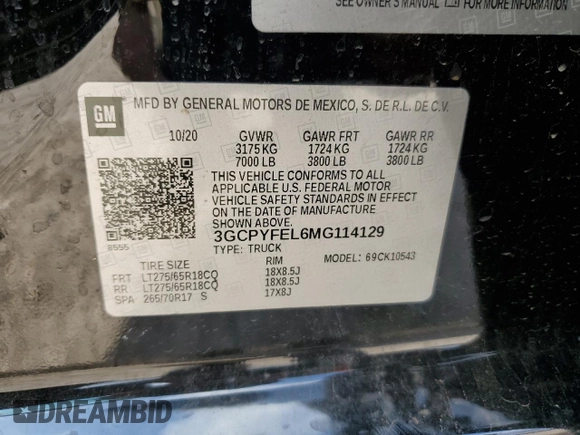 SEE OWNER'S MANUAL FOR MORE INFORMATION
GM
MFD BY GENERAL MOTORS DE MEXICO, S. DE R.L. DE C.V.
10/20 GVWR GAWR FRT GAWR RR
3175 KG 1724 KG 1724 KG
7000 LB 3800 LB 3800 LB
THIS VEHICLE CONFORMS TO ALL
APPLICABLE U.S. FEDERAL MOTOR
VEHICLE SAFETY STANDARDS IN EFFECT
ON THE DATE OF MANUFACTURE
SHOWN ABOVE.
8555 3GCPYFEL6MG114129
TYPE: TRUCK MODEL: 69CK10543
TIRE SIZE RIM
FRT LT275/65R18CQ 18X8.5J
RR LT275/65R18CQ 18X8.5J
SPA 265/70R17 S 17X8J
DREAMBID